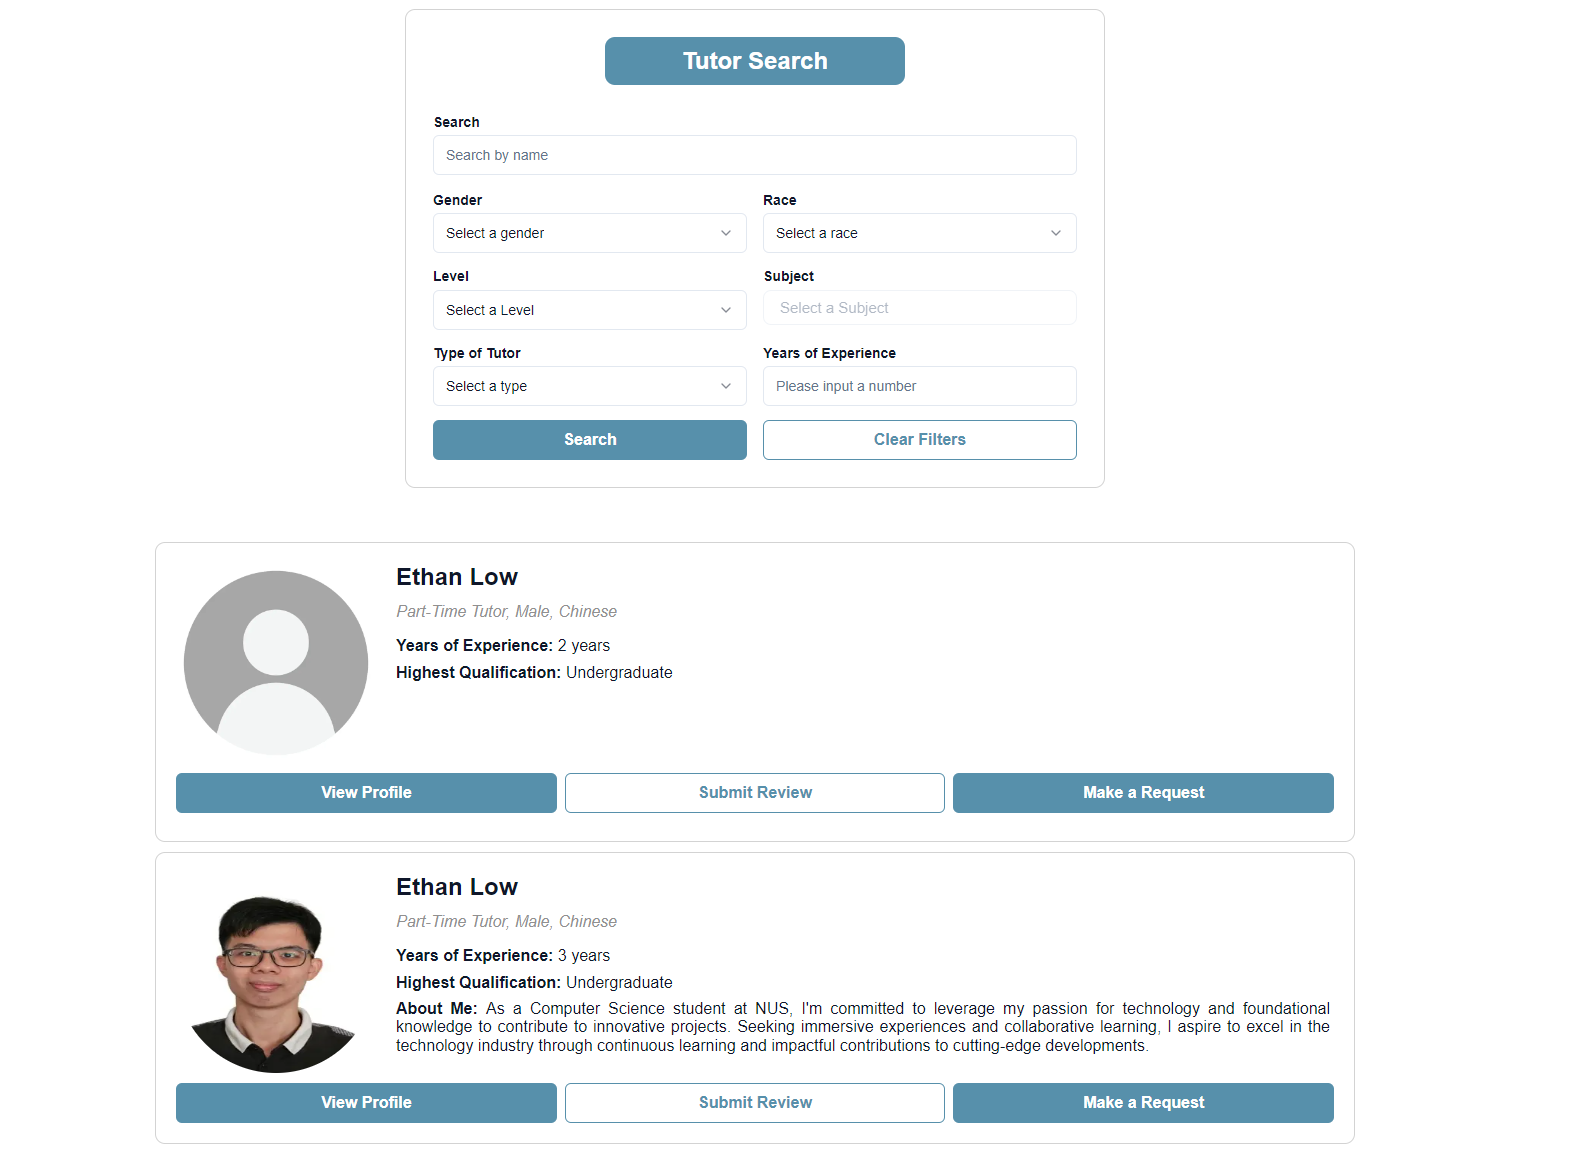 Tutor Search
Search
Search by name
Gender
Race
Select a gender
Select a race
Level
Subject
Select a Level
Select a Subject
Type of Tutor
Years of Experience
Select a type
Please input a number
Search
Clear Filters
Ethan Low
Part-Time Tutor, Male, Chinese
Years of Experience: 2 years
Highest Qualification: Undergraduate
View Profile
Submit Review
Make a Request
Ethan Low
Part-Time Tutor, Male, Chinese
Years of Experience: 3 years
Highest Qualification: Undergraduate
About Me: As a Computer Science student at NUS, I'm committed to leverage my passion for technology and foundational
knowledge to contribute to innovative projects. Seeking immersive experiences and collaborative learning, I aspire to excel in the
technology industry through continuous learning and impactful contributions to cutting-edge developments.
View Profile
Submit Review
Make a Request